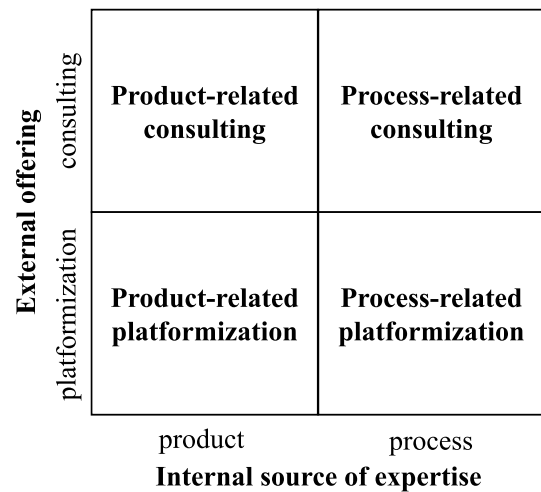 External offering
consulting
platformization
Product-related
consulting
Process-related
consulting
Product-related
platformization
Process-related
platformization
product
process
Internal source of expertise